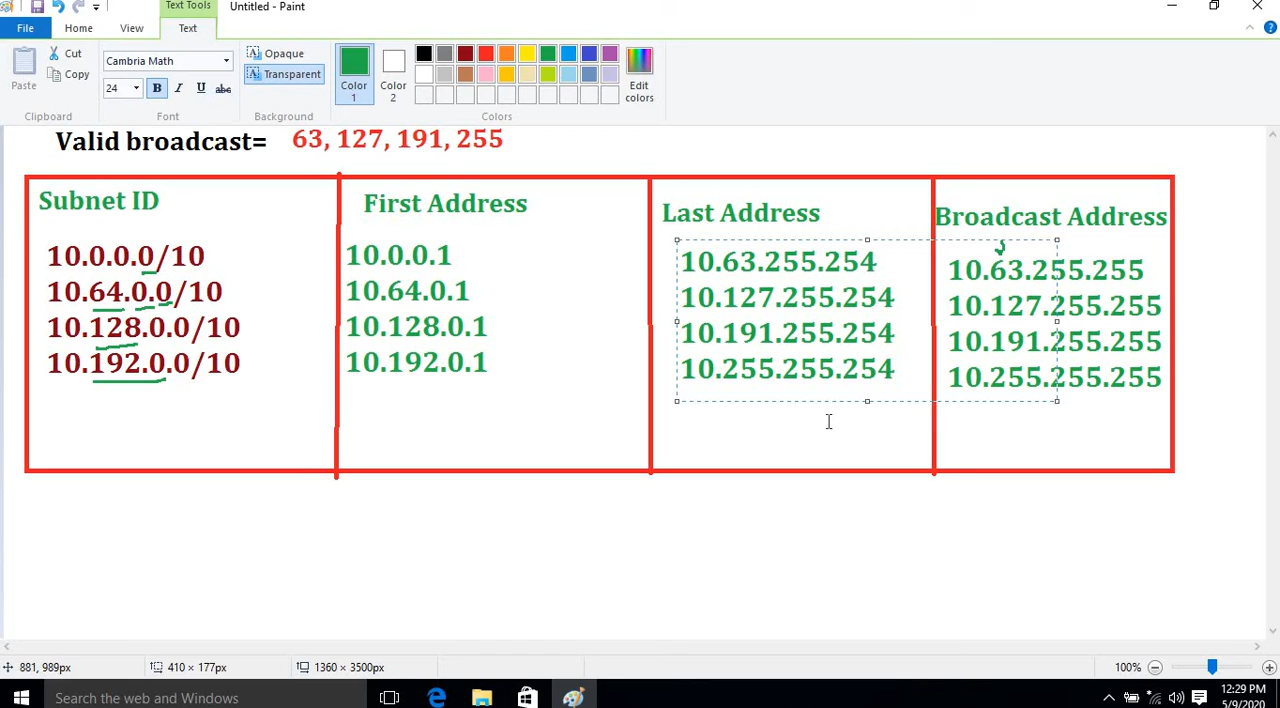 Text Tools
Untitled - Paint
File
Home
View
Text
Paste
Cut
Copy
Clipboard
Cambria Math
24
B
I
U
abc
Font
A
Opaque
A
Transparent
Background
Color
1
Color
2
Edit
colors
Colors
Valid broadcast= 63, 127, 191, 255
Subnet ID
10.0.0.0/10
10.64.0.0/10
10.128.0.0/10
10.192.0.0/10
First Address
10.0.0.1
10.64.0.1
10.128.0.1
10.192.0.1
Last Address
10.63.255.254
10.127.255.254
10.191.255.254
10.255.255.254
Broadcast Address
10.63.255.255
10.127.255.255
10.191.255.255
10.255.255.255
881, 989px
410 × 177px
1360 × 3500px
100%
Search the web and Windows
12:29 PM
5/9/2020